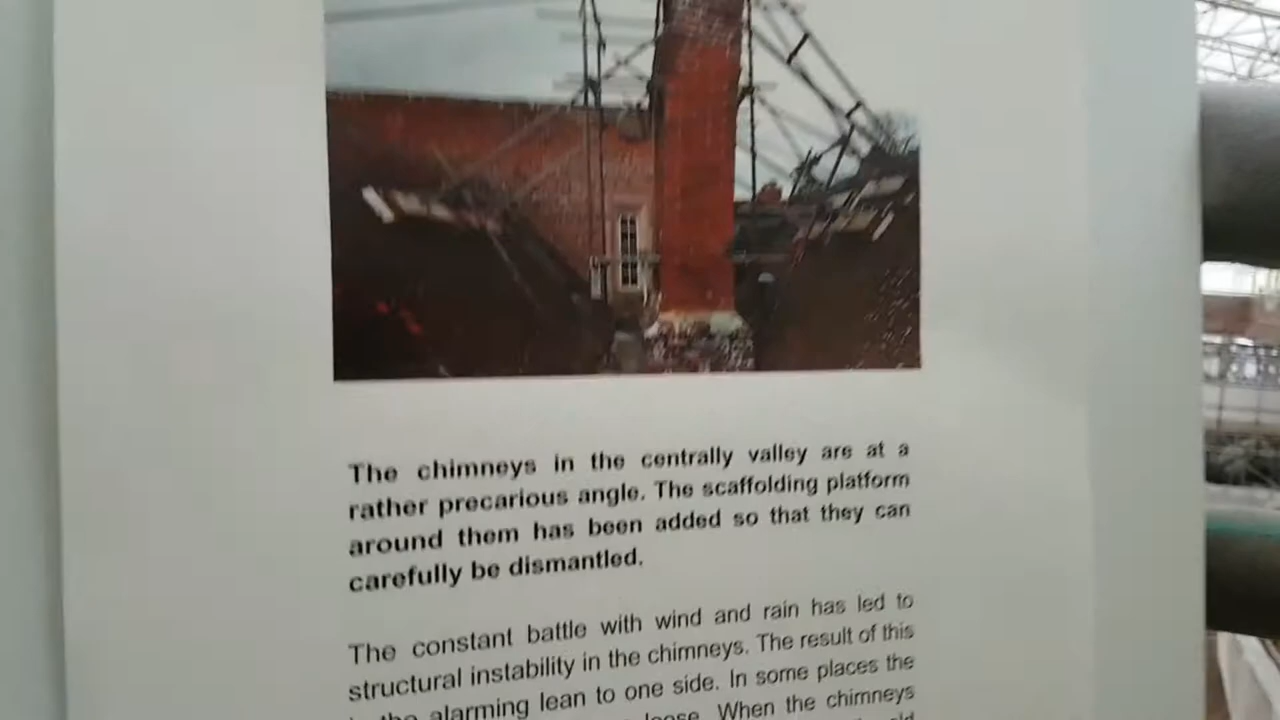 The chimneys in the centrally valley are at a
rather precarious angle. The scaffolding platform
around them has been added so that they can
carefully be dismantled.
The constant battle with wind and rain has led to
structural instability in the chimneys. The result of this
the alarming lean to one side. In some places the
loose. When the chimneys